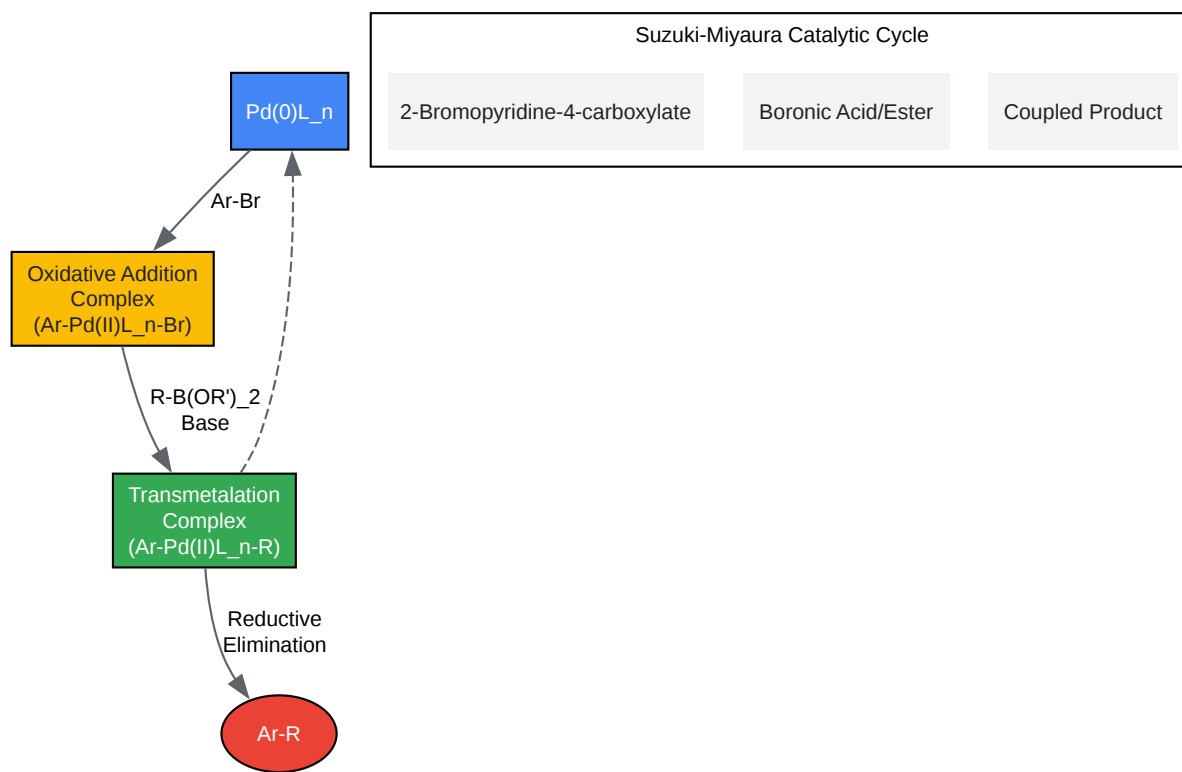 Suzuki-Miyaura Catalytic Cycle
2-Bromopyridine-4-carboxylate
Boronic Acid/Ester
Coupled Product
Pd(0)L_n
Ar-Br
Oxidative Addition
Complex
(Ar-Pd(II)L_n-Br)
R-B(OR')_2
Base
Transmetalation
Complex
(Ar-Pd(II)L_n-R)
Reductive
Elimination
Ar-R